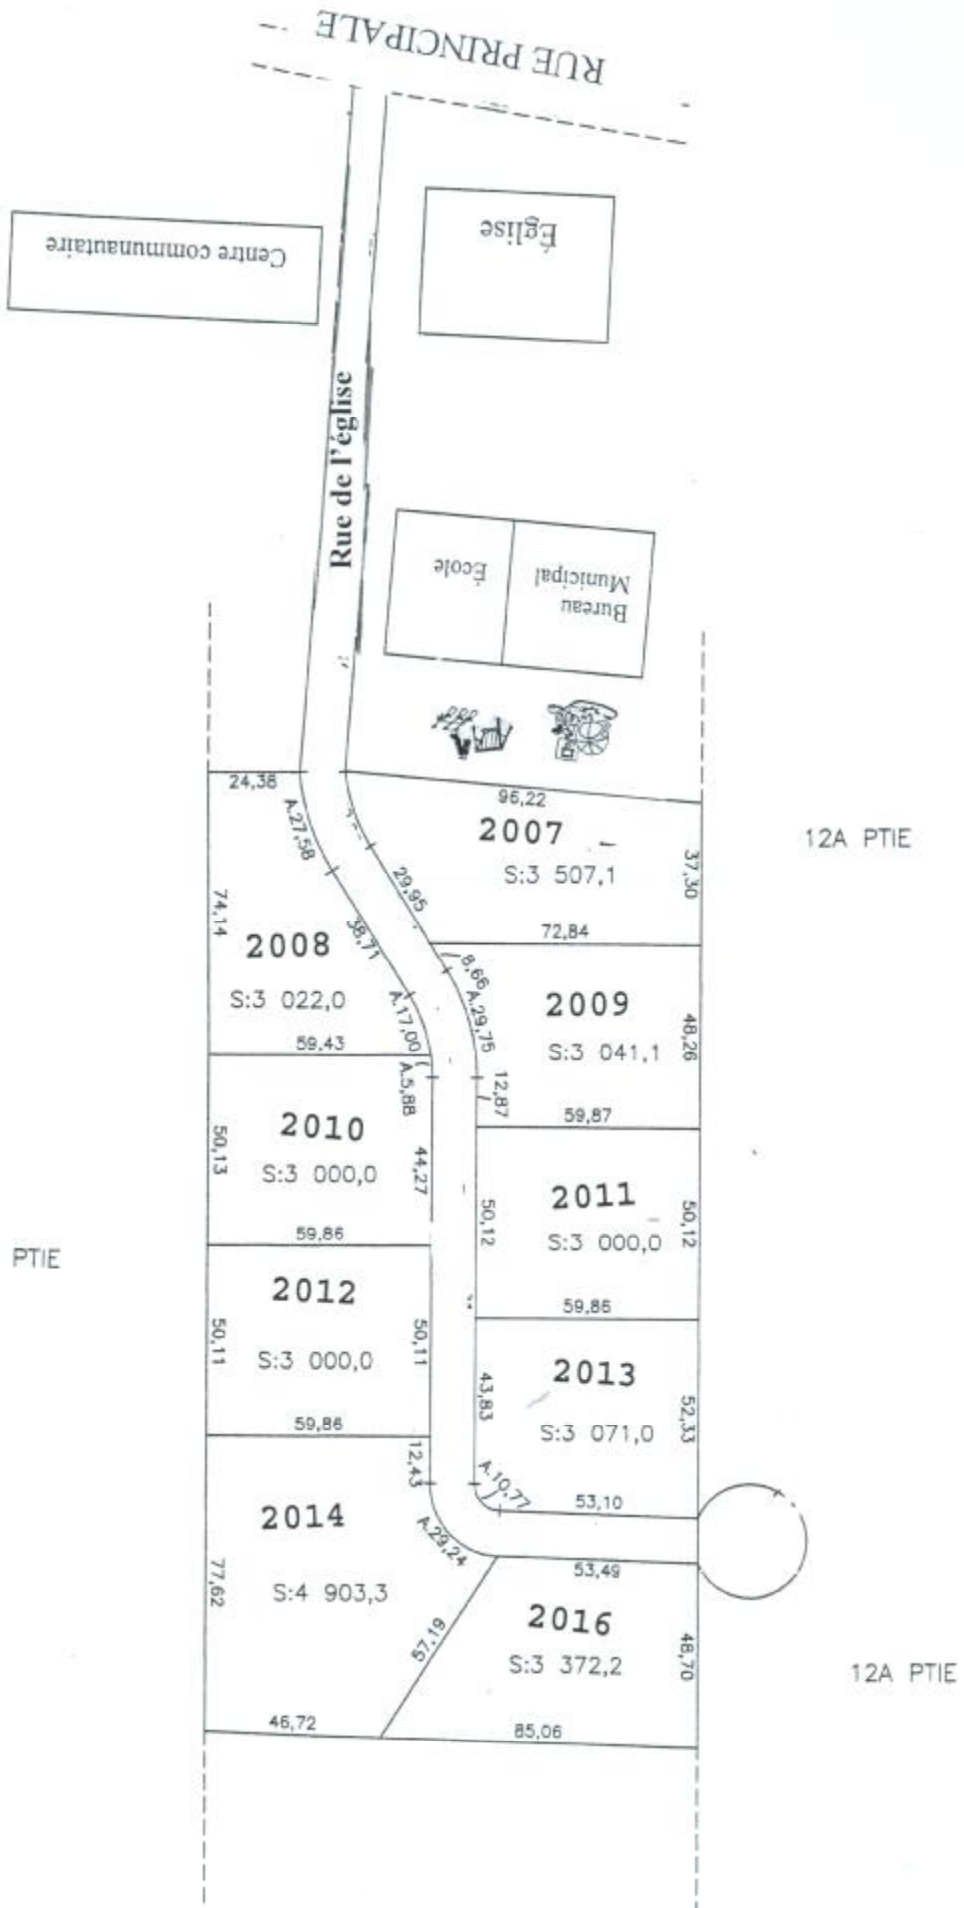 RUE PRINCIPALE
Église
Centre communautaire
Rue de l'église
École
Bureau
Municipal
24,38
96,22
A.27,58
2007
S:3 507,1
37,30
12A PTIE
29,95
74,14
38,71
72,84
2008
S:3 022,0
8,66
A.29,75
2009
S:3 041,1
48,26
A.17,00
59,43
A.5,88
12,87
59,87
2010
S:3 000,0
50,13
44,27
2011
S:3 000,0
50,12
50,12
59,86
PTIE
2012
S:3 000,0
50,11
50,11
59,86
2013
S:3 071,0
43,83
52,33
59,86
12,43
A.10,77
53,10
2014
S:4 903,3
A.29,24
77,62
53,49
2016
S:3 372,2
57,19
48,70
12A PTIE
46,72
85,06